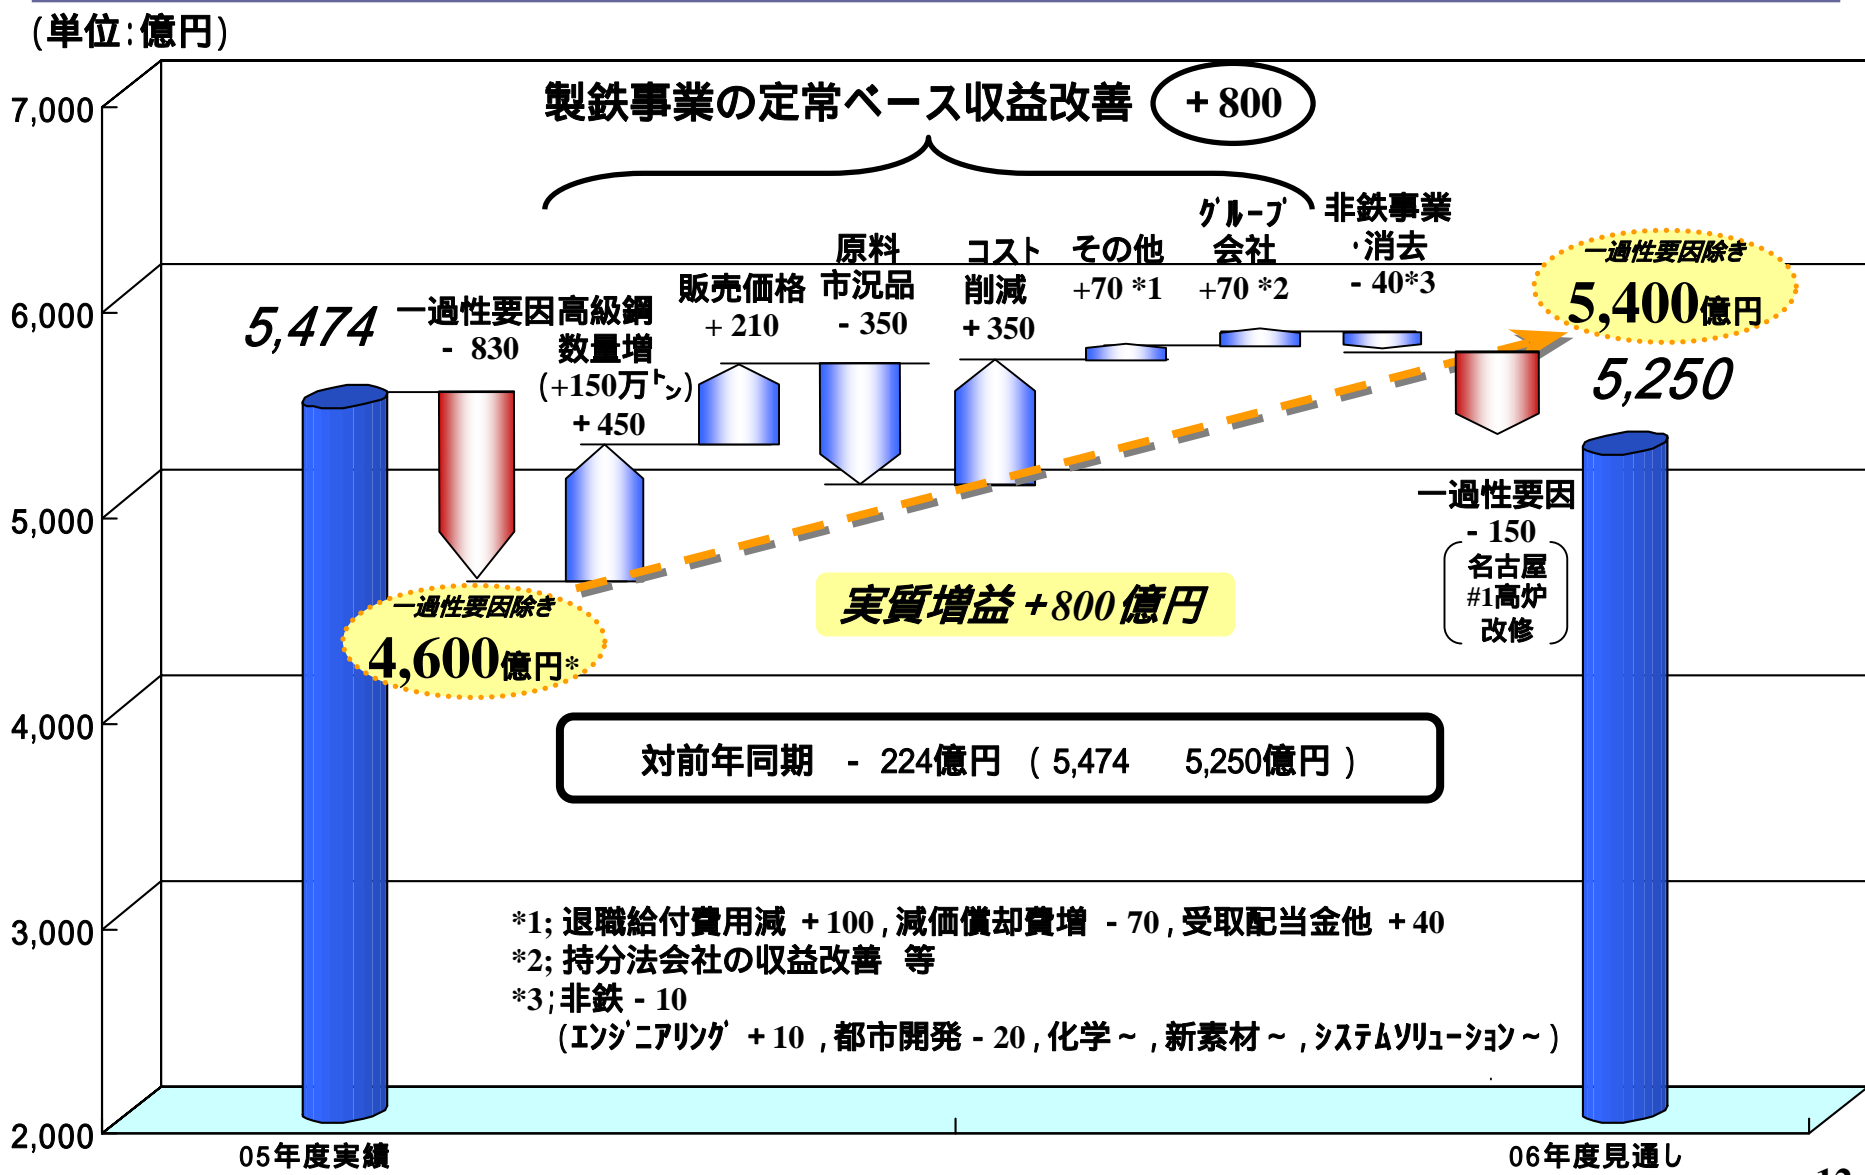 (単位:億円)
7,000
6,000
5,000
4,000
3,000
2,000
製鉄事業の定常ベース収益改善
+800
5,474
一過性要因
- 830
高級鋼
数量増
(+150万㌧)
+450
販売価格
+ 210
原料
市況品
- 350
コスト
削減
+350
その他
+70 *1
ｸﾞﾙｰﾌﾟ
会社
+70 *2
非鉄事業
・消去
- 40*3
一過性要因除き
5,400億円
5,250
一過性要因
- 150
名古屋
#1高炉
改修
一過性要因除き
4,600億円*
実質増益+800億円
対前年同期 - 224億円 ( 5,474 5,250億円 )
*1; 退職給付費用減 +100 , 減価償却費増 - 70 , 受取配当金他 +40
*2; 持分法会社の収益改善 等
*3; 非鉄 - 10
(ｴﾝｼﾞﾆｱﾘﾝｸﾞ +10 , 都市開発 - 20 , 化学 ~ , 新素材 ~ , ｼｽﾃﾑｿﾘｭｰｼｮﾝ ~ )
05年度実績
06年度見通し